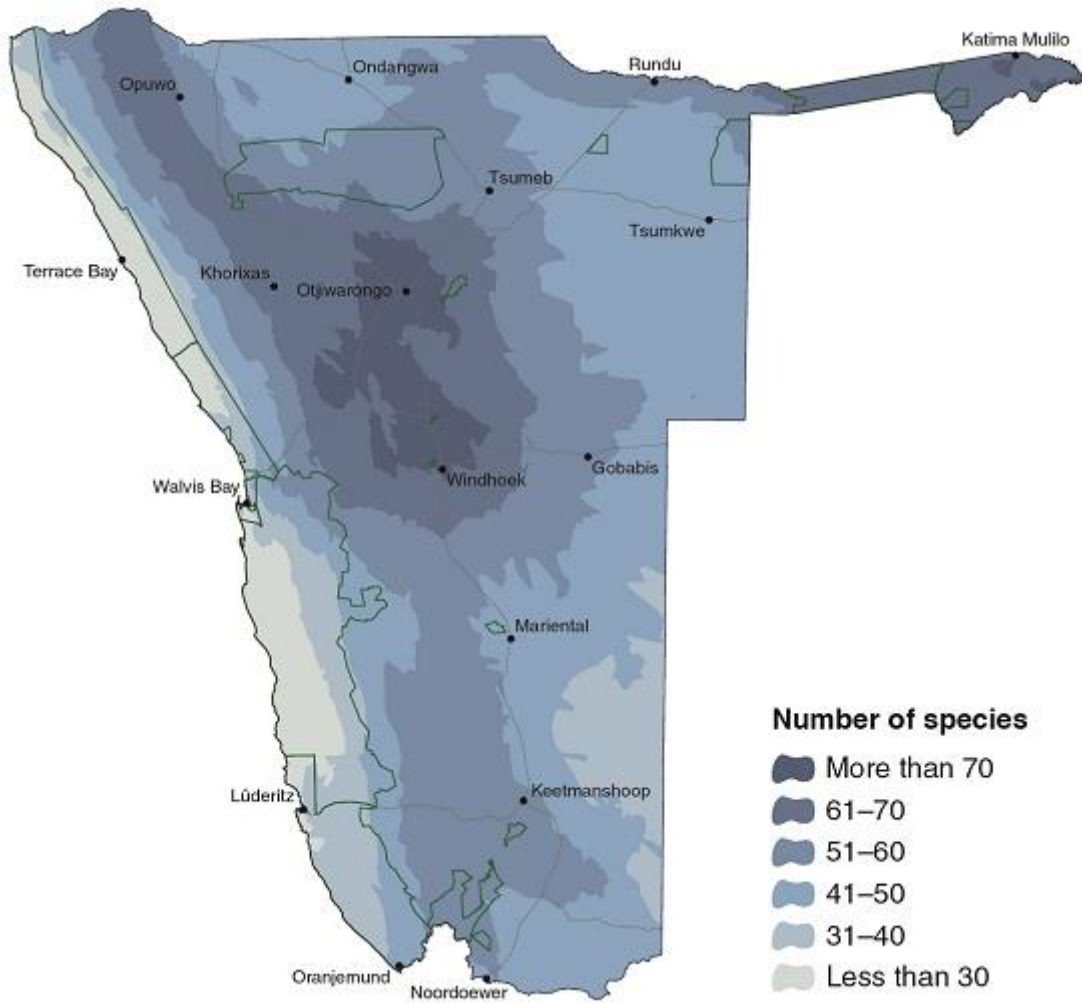 Katima Mulilo
Rundu
Ondangwa
Opuwo
Tsumeb
Tsumkwe
Terrace Bay
Khorixas
Otjiwarongo
Gobabis
Windhoek
Walvis Bay
Mariental
Lûderitz
Keetmanshoop
Oranjemund
Noordoewer
Number of species
More than 70
61–70
51–60
41–50
31–40
Less than 30